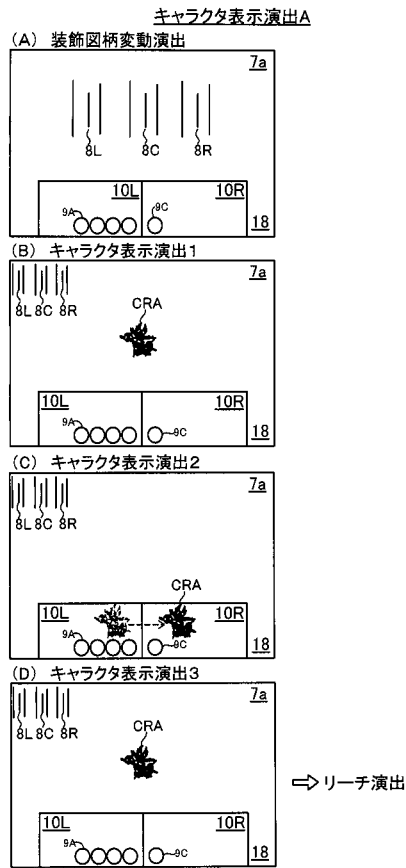 キャラクタ表示演出A
(A) 装飾図柄変動演出
7a
8L 8C 8R
10L 10R
9A 9C 18
(B) キャラクタ表示演出1
7a
8L 8C 8R
CRA
10L 10R
9A 9C 18
(C) キャラクタ表示演出2
7a
8L 8C 8R
CRA
10L 10R
9A 9C 18
(D) キャラクタ表示演出3
7a
8L 8C 8R
CRA
⇨リーチ演出
10L 10R
9A 9C 18